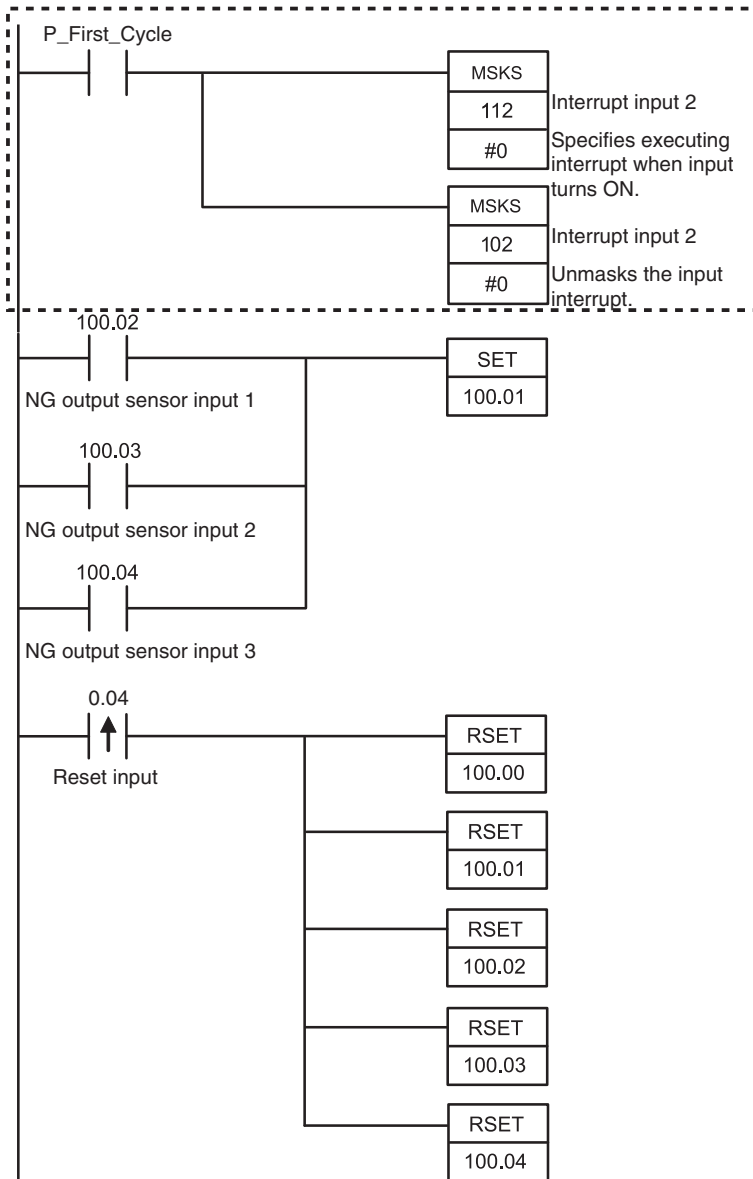 P_First_Cycle
MSKS
112
Interrupt input 2
#0
Specifies executing
interrupt when input
turns ON.
MSKS
102
Interrupt input 2
#0
Unmasks the input
interrupt.
100.02
SET
100.01
NG output sensor input 1
100.03
NG output sensor input 2
100.04
NG output sensor input 3
0.04
Reset input
RSET
100.00
RSET
100.01
RSET
100.02
RSET
100.03
RSET
100.04